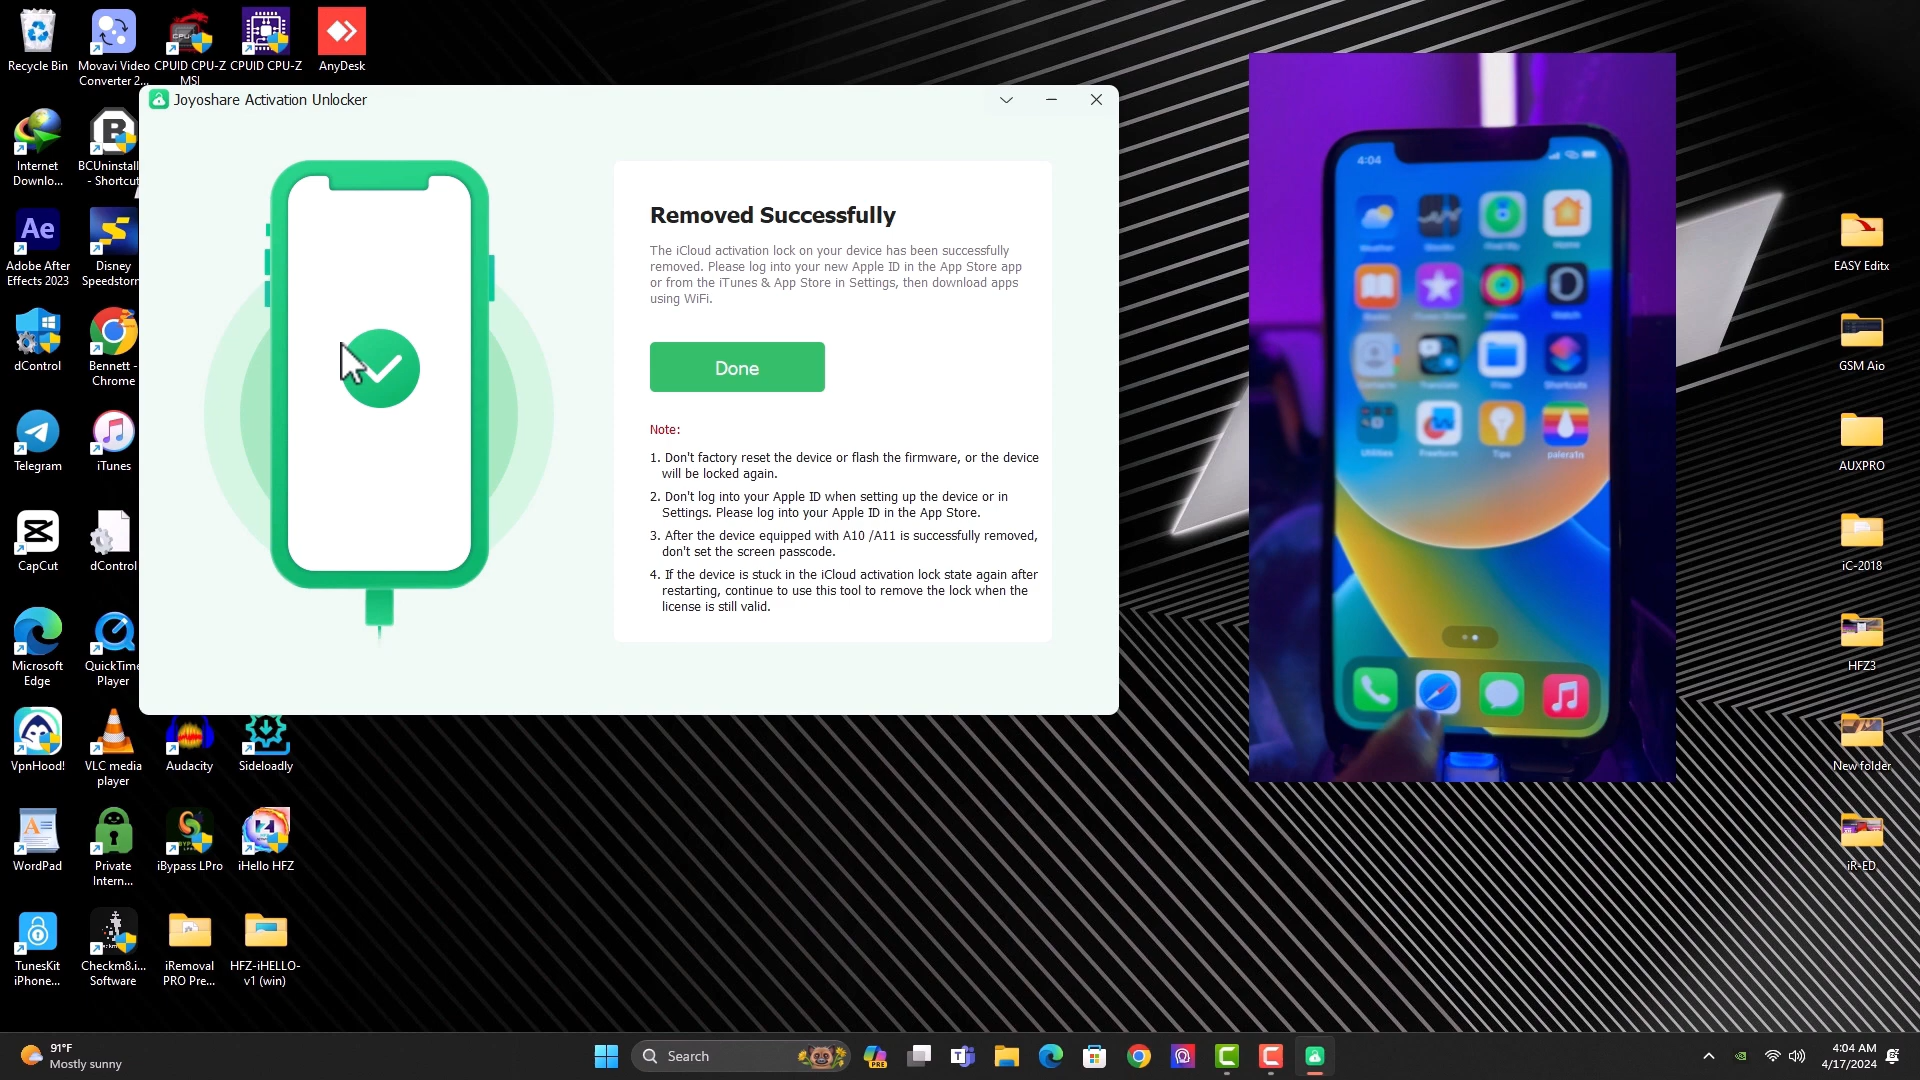 Recycle Bin
Movavi Video
Converter 2...
CPUID CPU-Z
MSI
CPUID CPU-Z
AnyDesk
Joyoshare Activation Unlocker
Internet
Downlo...
BCUninstall
- Shortcut
Adobe After
Effects 2023
Disney
Speedstorm
dControl
Bennett -
Chrome
Telegram
iTunes
CapCut
dControl
Microsoft
Edge
QuickTime
Player
VpnHood!
VLC media
player
Audacity
Sideloadly
WordPad
Private
Intern...
iBypass LPro
iHello HFZ
TunesKit
iPhone...
Checkm8.i...
Software
iRemoval
PRO Pre...
HFZ-iHELLO-
v1 (win)
Removed Successfully
The iCloud activation lock on your device has been successfully
removed. Please log into your new Apple ID in the App Store app
or from the iTunes & App Store in Settings, then download apps
using WiFi.
Done
Note:
1. Don't factory reset the device or flash the firmware, or the device
will be locked again.
2. Don't log into your Apple ID when setting up the device or in
Settings. Please log into your Apple ID in the App Store.
3. After the device equipped with A10 /A11 is successfully removed,
don't set the screen passcode.
4. If the device is stuck in the iCloud activation lock state again after
restarting, continue to use this tool to remove the lock when the
license is still valid.
4:04
Weather
Home
Watch
Translate
Files
Shortcuts
Utilities
Freeform
Tips
palera1n
EASY Editx
GSM Aio
AUXPRO
iC-2018
HFZ3
New folder
iR-ED
91°F
Mostly sunny
Search
4:04 AM
4/17/2024